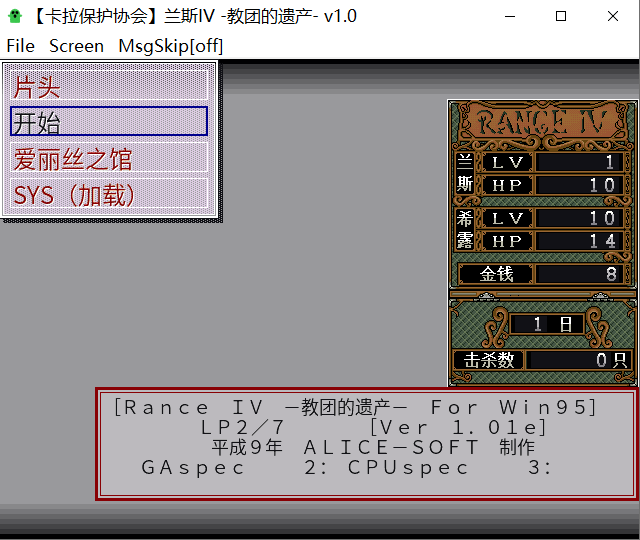 【卡拉保护协会】兰斯IV -教团的遗产- v1.0
File Screen MsgSkip[off]
片头
开始
爱丽丝之馆
SYS（加载）
RANCE IV
兰斯 LV 1
HP 10
希露 LV 10
HP 14
金钱 8
1 日
击杀数 0 只
［Ｒａｎｃｅ　ＩＶ　－教团的遗产－　Ｆｏｒ　Ｗｉｎ９５］
ＬＰ２／７　［Ｖｅｒ　１．０１ｅ］
平成９年　ＡＬＩＣＥ－ＳＯＦＴ　制作
ＧＡｓｐｅｃ　２：　ＣＰＵｓｐｅｃ　３：